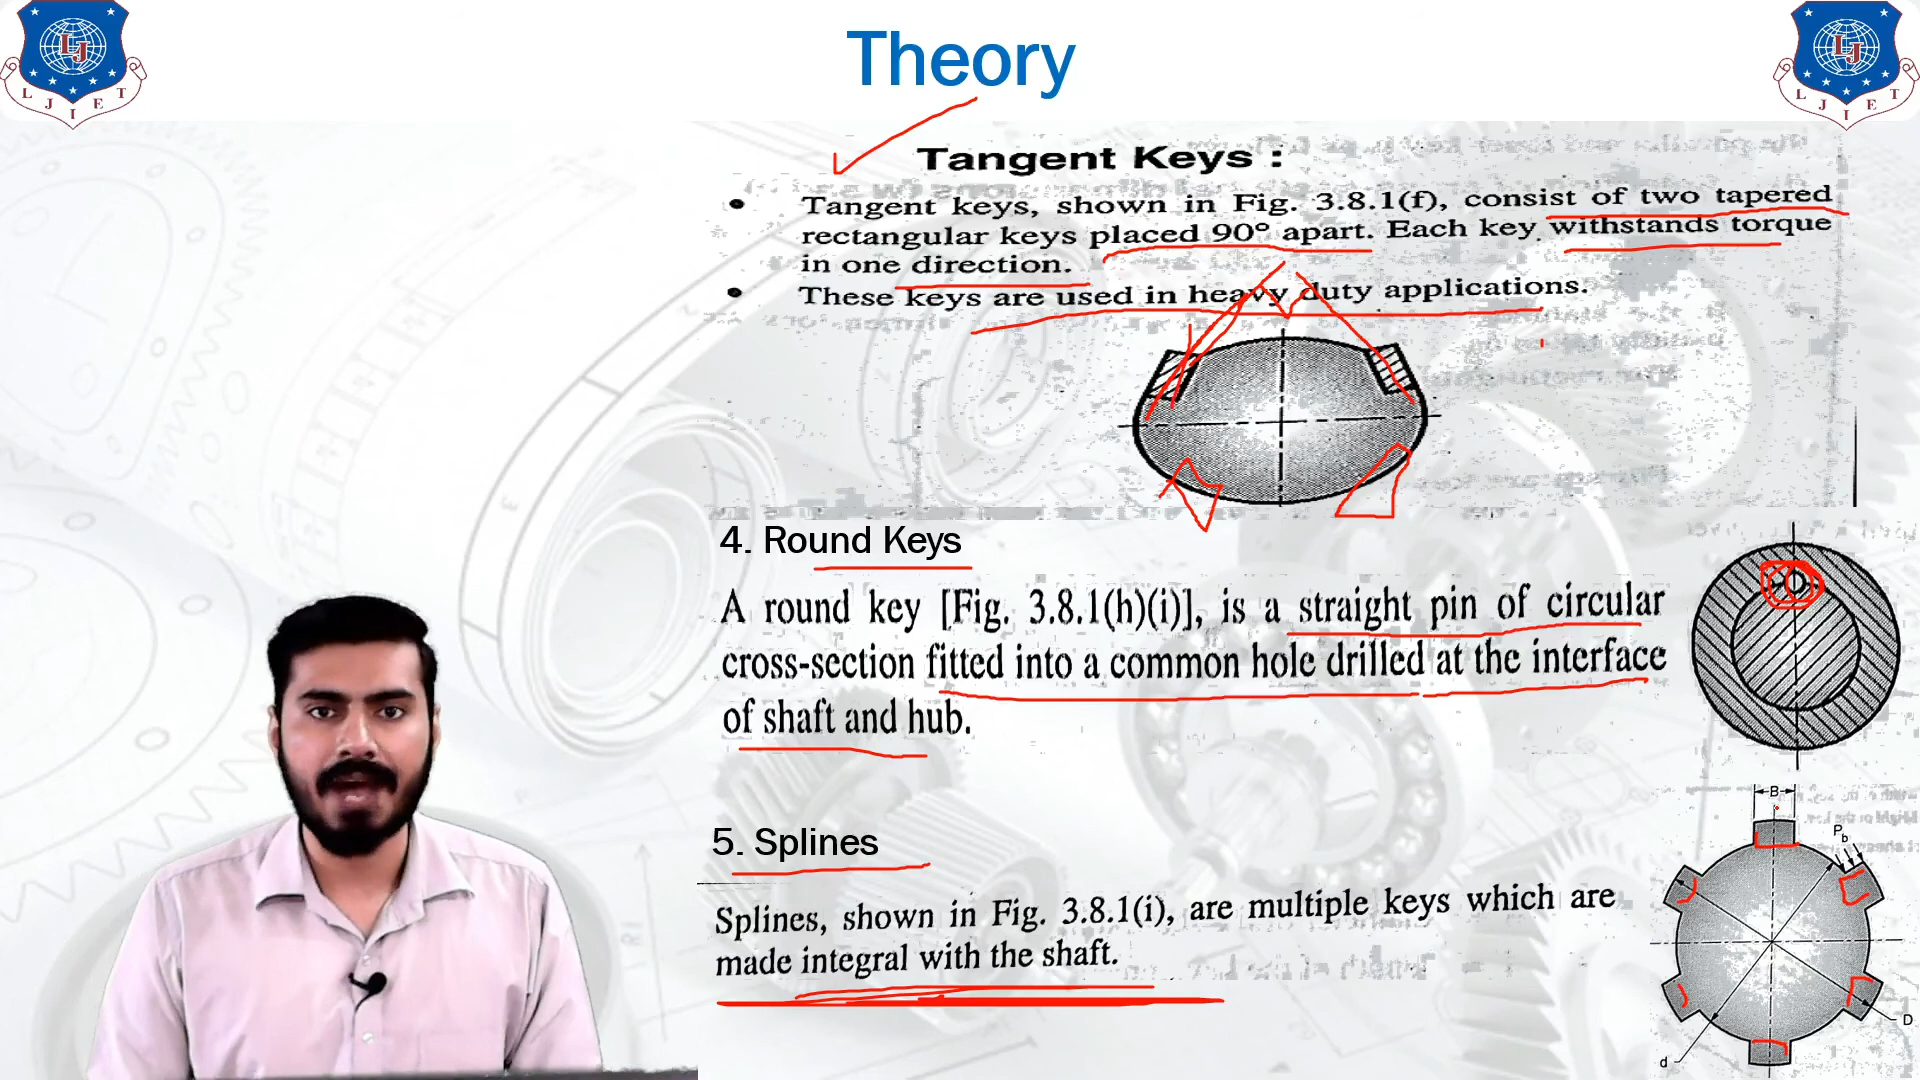 Theory
LJIET
LJIET
Tangent Keys :
• Tangent keys, shown in Fig. 3.8.1(f), consist of two tapered
rectangular keys placed 90° apart. Each key withstands torque
in one direction.
• These keys are used in heavy duty applications.
4. Round Keys
A round key [Fig. 3.8.1(h)(i)], is a straight pin of circular
cross-section fitted into a common hole drilled at the interface
of shaft and hub.
5. Splines
Splines, shown in Fig. 3.8.1(i), are multiple keys which are
made integral with the shaft.
B
Pb
D
d